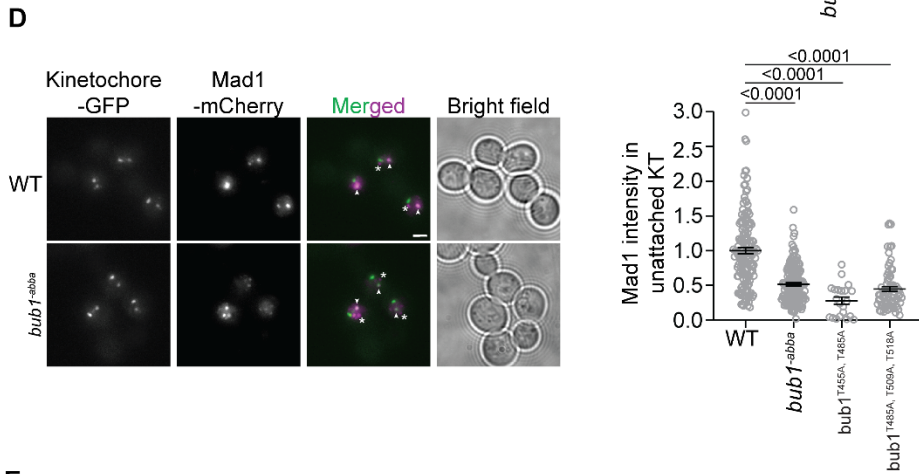 D
bu
Kinetochore
-GFP
Mad1
-mCherry
Merged
Bright field
WT
bub1-abba
*
*
*
*
*
<0.0001
<0.0001
<0.0001
Mad1 intensity in
unattached KT
3.0
2.5
2.0
1.5
1.0
0.5
0.0
WT
bub1-abba
bub1T455A, T485A
bub1T485A, T509A, T518A